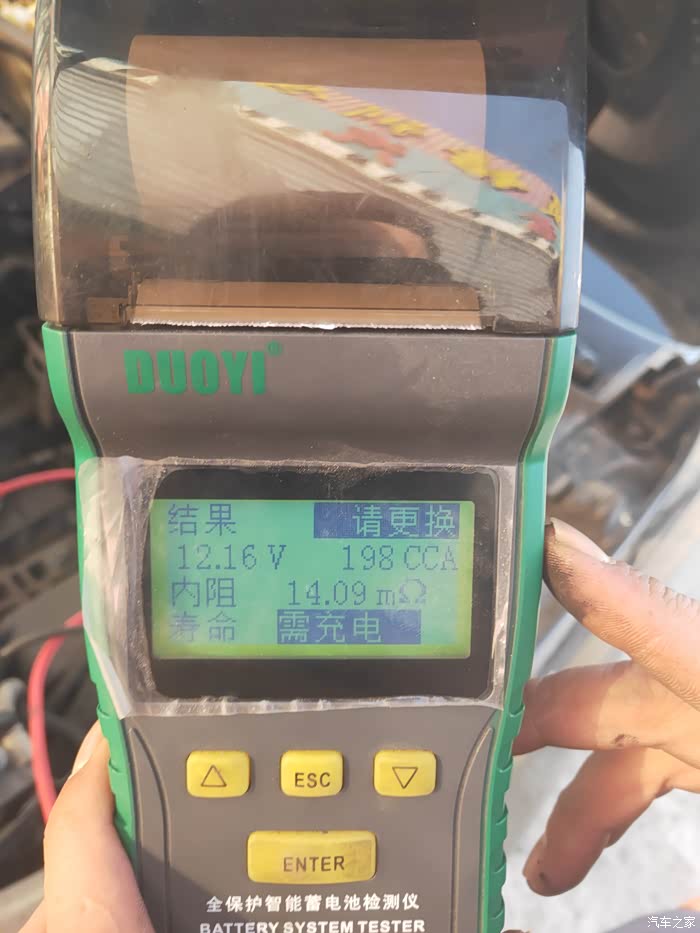 DUOYI®
结果 请更换
12.16 V 198 CCA
内阻 14.09 mΩ
寿命 需充电
△ ESC ▽
ENTER
全保护智能蓄电池检测仪
BATTERY SYSTEM TESTER
汽车之家